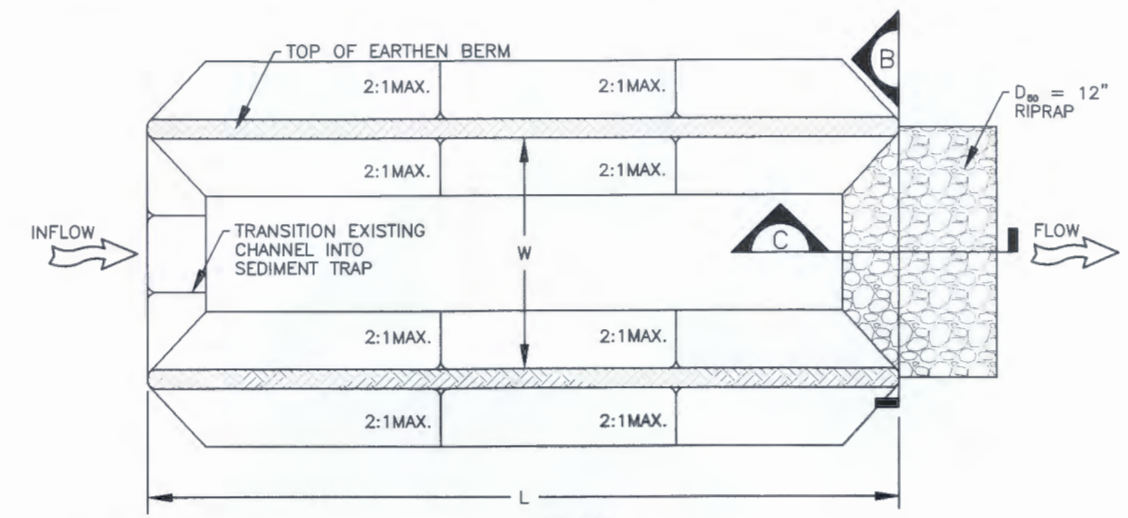 TOP OF EARTHEN BERM
B
2:1MAX.
2:1MAX.
D₅₀ = 12"
RIPRAP
2:1MAX.
2:1MAX.
INFLOW
TRANSITION EXISTING
CHANNEL INTO
SEDIMENT TRAP
W
C
FLOW
2:1MAX.
2:1MAX.
2:1MAX.
2:1MAX.
L